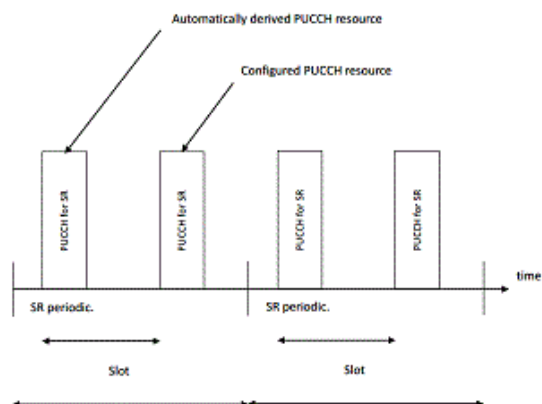 Automatically derived PUCCH resource
Configured PUCCH resource
PUCCH for SR
PUCCH for SR
PUCCH for SR
PUCCH for SR
time
SR periodic.
SR periodic.
Slot
Slot